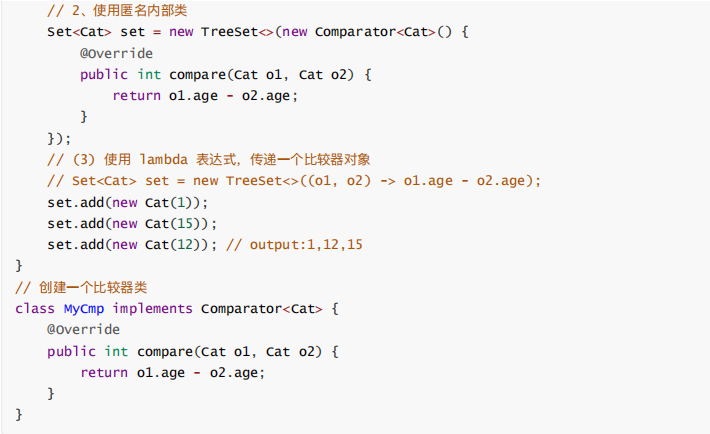 // 2、使用匿名内部类
Set<Cat> set = new TreeSet<>(new Comparator<Cat>() {
@Override
public int compare(Cat o1, Cat o2) {
return o1.age - o2.age;
}
});
// (3) 使用 lambda 表达式，传递一个比较器对象
// Set<Cat> set = new TreeSet<>((o1, o2) -> o1.age - o2.age);
set.add(new Cat(1));
set.add(new Cat(15));
set.add(new Cat(12)); // output:1,12,15
}
// 创建一个比较器类
class MyCmp implements Comparator<Cat> {
@Override
public int compare(Cat o1, Cat o2) {
return o1.age - o2.age;
}
}